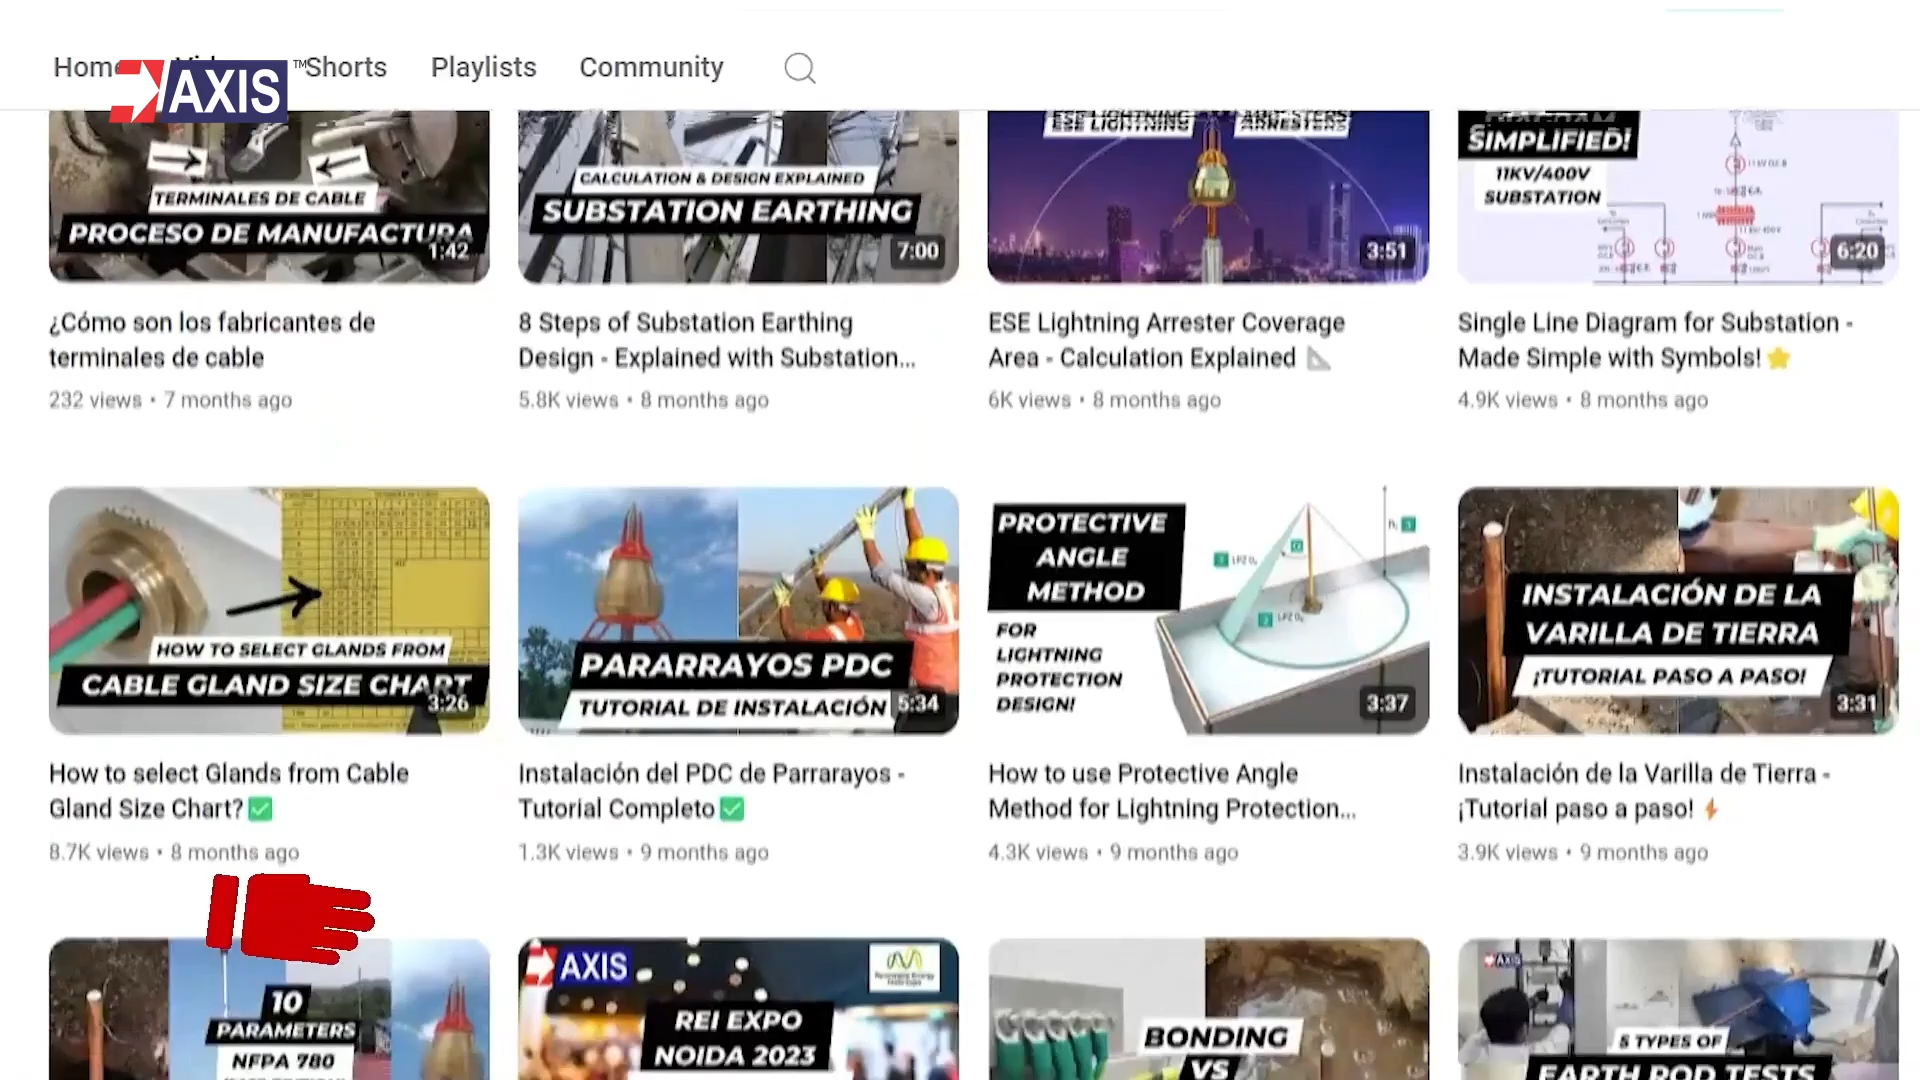 Home Shorts Playlists Community
AXIS™
TERMINALES DE CABLE
PROCESO DE MANUFACTURA
1:42
CALCULATION & DESIGN EXPLAINED
SUBSTATION EARTHING
7:00
ESE LIGHTNING ARRESTERS
3:51
SIMPLIFIED!
11KV/400V
SUBSTATION
6:20
¿Cómo son los fabricantes de
terminales de cable
232 views • 7 months ago
8 Steps of Substation Earthing
Design - Explained with Substation...
5.8K views • 8 months ago
ESE Lightning Arrester Coverage
Area - Calculation Explained
6K views • 8 months ago
Single Line Diagram for Substation -
Made Simple with Symbols!
4.9K views • 8 months ago
HOW TO SELECT GLANDS FROM
CABLE GLAND SIZE CHART
3:26
PARARRAYOS PDC
TUTORIAL DE INSTALACIÓN
5:34
PROTECTIVE
ANGLE
METHOD
FOR
LIGHTNING
PROTECTION
DESIGN!
3:37
INSTALACIÓN DE LA
VARILLA DE TIERRA
¡TUTORIAL PASO A PASO!
3:31
How to select Glands from Cable
Gland Size Chart?
8.7K views • 8 months ago
Instalación del PDC de Parrarayos -
Tutorial Completo
1.3K views • 9 months ago
How to use Protective Angle
Method for Lightning Protection...
4.3K views • 9 months ago
Instalación de la Varilla de Tierra -
¡Tutorial paso a paso!
3.9K views • 9 months ago
10
PARAMETERS
NFPA 780
AXIS
REI EXPO
NOIDA 2023
BONDING
VS
AXIS
5 TYPES OF
EARTH ROD TESTS